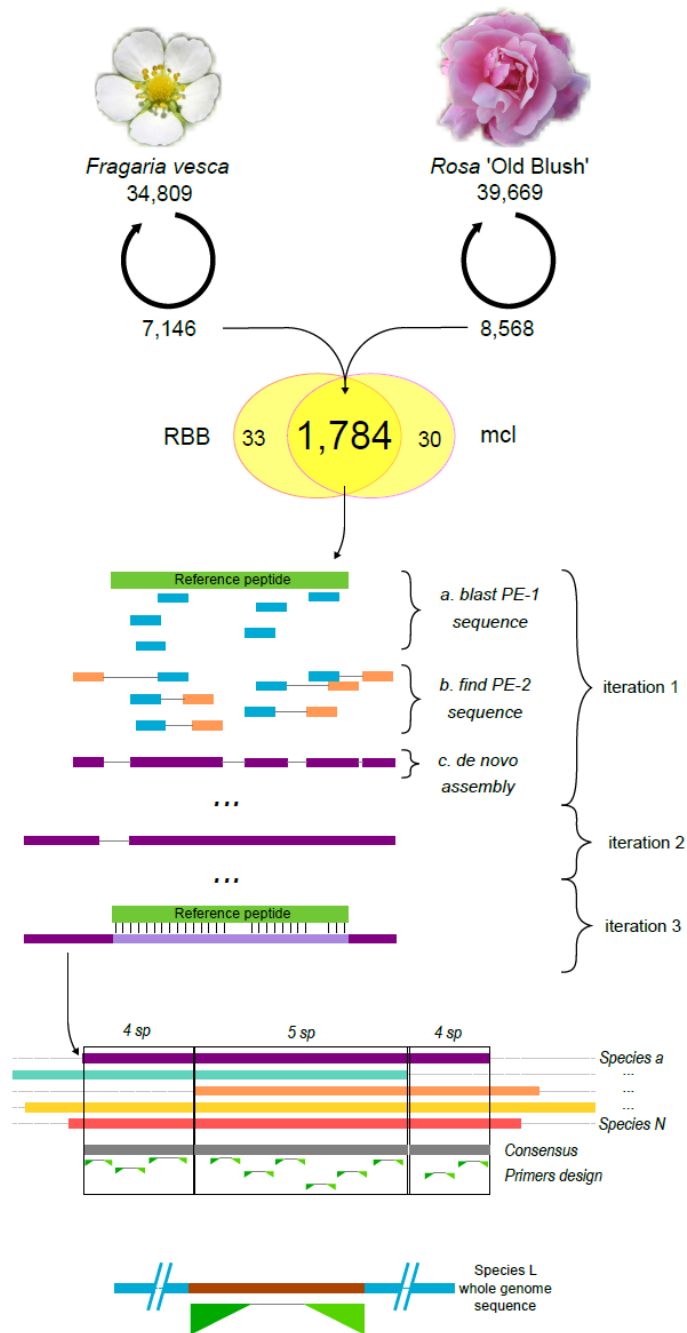 Fragaria vesca
34,809
Rosa 'Old Blush'
39,669
7,146
8,568
RBB
33
1,784
30
mcl
Reference peptide
a. blast PE-1
sequence
b. find PE-2
sequence
c. de novo
assembly
iteration 1
...
iteration 2
...
Reference peptide
iteration 3
4 sp
5 sp
4 sp
Species a
...
...
...
Species N
Consensus
Primers design
Species L
whole genome
sequence